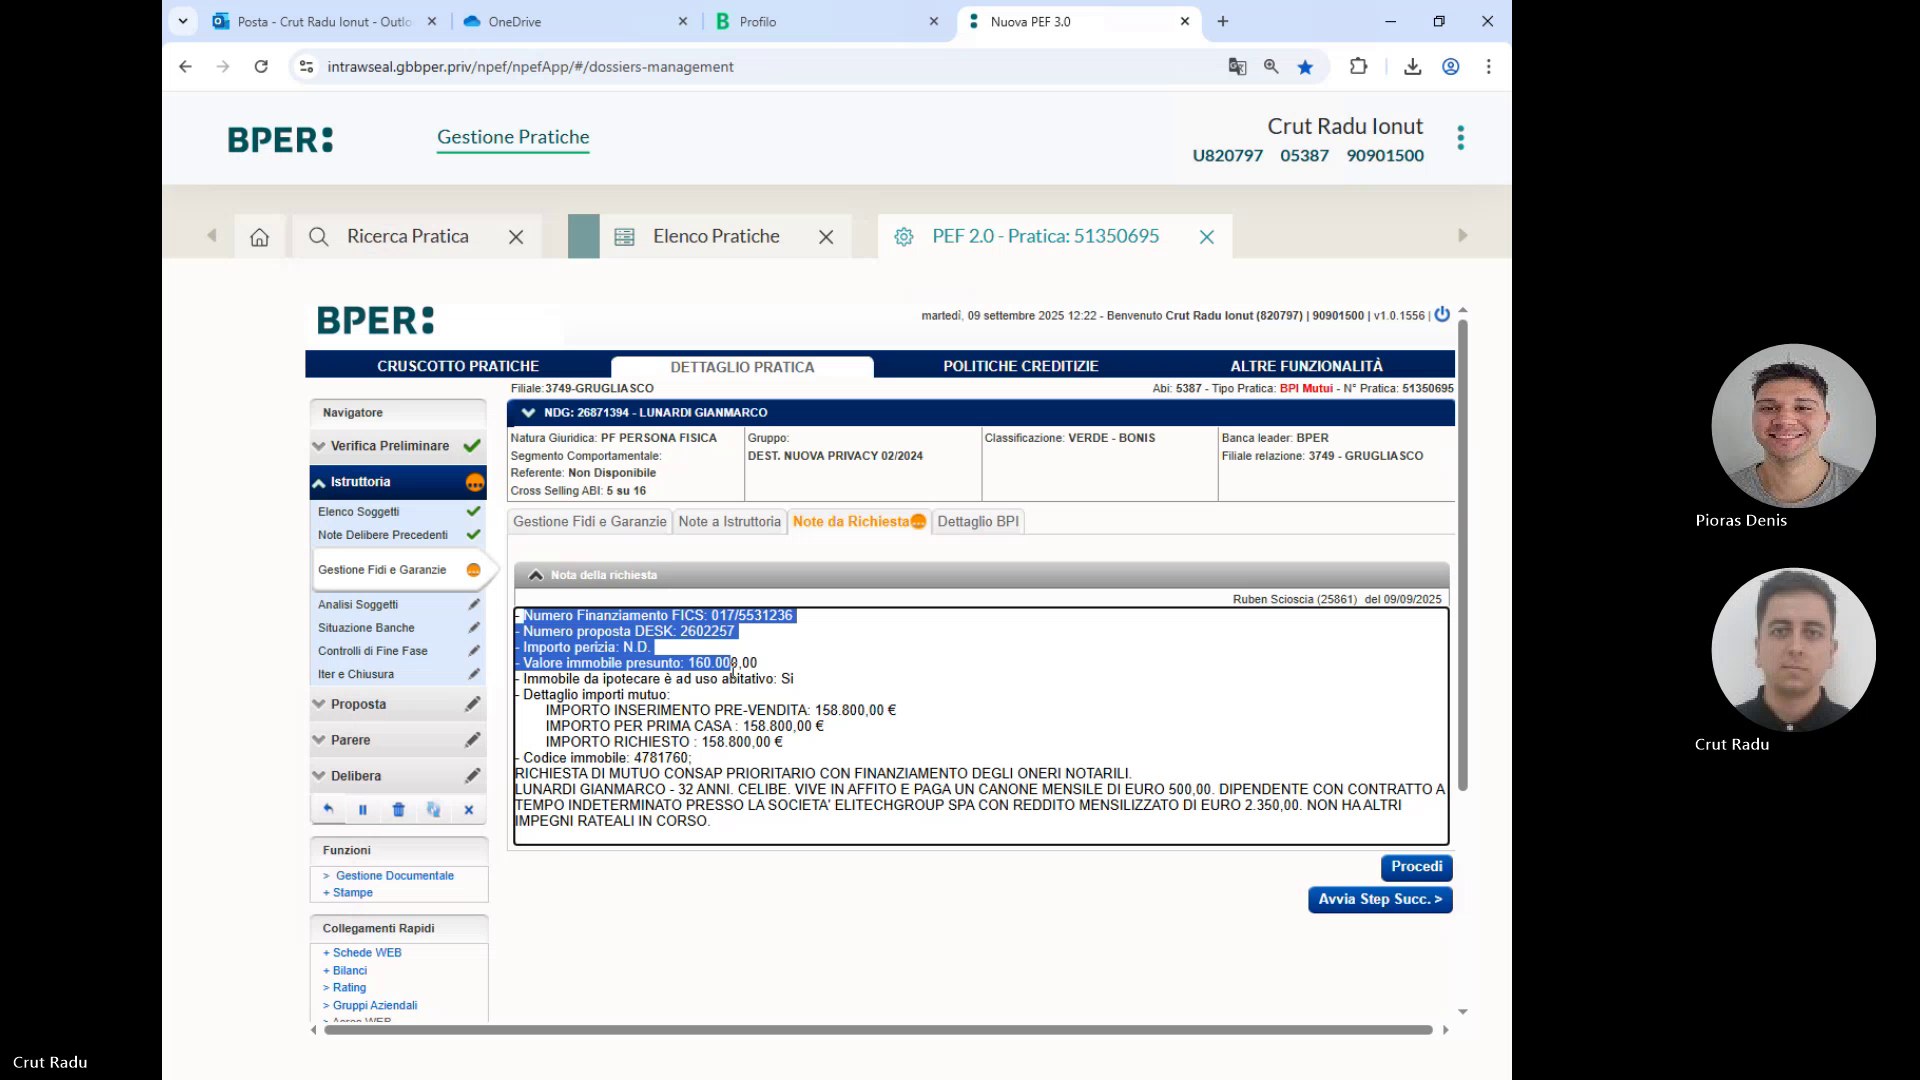 Posta - Crut Radu Ionut - Outlo
OneDrive
Profilo
Nuova PEF 3.0
intrawseal.gbbper.priv/npef/npefApp/#/dossiers-management
BPER:
Gestione Pratiche
Crut Radu Ionut
U820797 05387 90901500
Ricerca Pratica
Elenco Pratiche
PEF 2.0 - Pratica: 51350695
BPER:
martedì, 09 settembre 2025 12:22 - Benvenuto Crut Radu Ionut (820797) | 90901500 | v1.0.1556 |
CRUSCOTTO PRATICHE
DETTAGLIO PRATICA
POLITICHE CREDITIZIE
ALTRE FUNZIONALITÀ
Filiale:3749-GRUGLIASCO
Abi: 5387 - Tipo Pratica: BPI Mutui - N° Pratica: 51350695
Navigatore
Verifica Preliminare
Istruttoria
Elenco Soggetti
Note Delibere Precedenti
Gestione Fidi e Garanzie
Analisi Soggetti
Situazione Banche
Controlli di Fine Fase
Iter e Chiusura
Proposta
Parere
Delibera
Funzioni
> Gestione Documentale
+ Stampe
Collegamenti Rapidi
+ Schede WEB
+ Bilanci
> Rating
> Gruppi Aziendali
NDG: 26871394 - LUNARDI GIANMARCO
Natura Giuridica: PF PERSONA FISICA
Segmento Comportamentale:
Referente: Non Disponibile
Cross Selling ABI: 5 su 16
Gruppo:
DEST. NUOVA PRIVACY 02/2024
Classificazione: VERDE - BONIS
Banca leader: BPER
Filiale relazione: 3749 - GRUGLIASCO
Gestione Fidi e Garanzie
Note a Istruttoria
Note da Richiesta
Dettaglio BPI
Nota della richiesta
Ruben Scioscia (25861) del 09/09/2025
- Numero Finanziamento FICS: 017/5531236
- Numero proposta DESK: 2602257
- Importo perizia: N.D.
- Valore immobile presunto: 160.000,00
- Immobile da ipotecare è ad uso abitativo: Si
- Dettaglio importi mutuo:
IMPORTO INSERIMENTO PRE-VENDITA: 158.800,00 €
IMPORTO PER PRIMA CASA : 158.800,00 €
IMPORTO RICHIESTO : 158.800,00 €
- Codice immobile: 4781760;
RICHIESTA DI MUTUO CONSAP PRIORITARIO CON FINANZIAMENTO DEGLI ONERI NOTARILI.
LUNARDI GIANMARCO - 32 ANNI. CELIBE. VIVE IN AFFITO E PAGA UN CANONE MENSILE DI EURO 500,00. DIPENDENTE CON CONTRATTO A
TEMPO INDETERMINATO PRESSO LA SOCIETA' ELITECHGROUP SPA CON REDDITO MENSILIZZATO DI EURO 2.350,00. NON HA ALTRI
IMPEGNI RATEALI IN CORSO.
Procedi
Avvia Step Succ. >
Pioras Denis
Crut Radu
Crut Radu